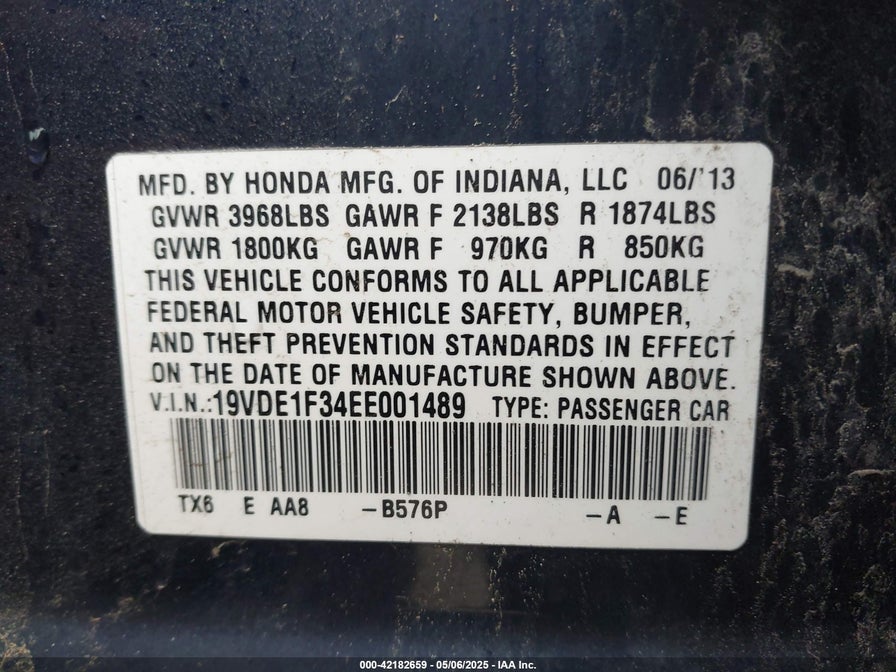 MFD. BY HONDA MFG. OF INDIANA, LLC 06/'13
GVWR 3968LBS GAWR F 2138LBS R 1874LBS
GVWR 1800KG GAWR F 970KG R 850KG
THIS VEHICLE CONFORMS TO ALL APPLICABLE
FEDERAL MOTOR VEHICLE SAFETY, BUMPER,
AND THEFT PREVENTION STANDARDS IN EFFECT
ON THE DATE OF MANUFACTURE SHOWN ABOVE.
V.I.N.:19VDE1F34EE001489 TYPE: PASSENGER CAR
TX6 E AA8 -B576P -A -E
000-42182659 - 05/06/2025 - IAA Inc.